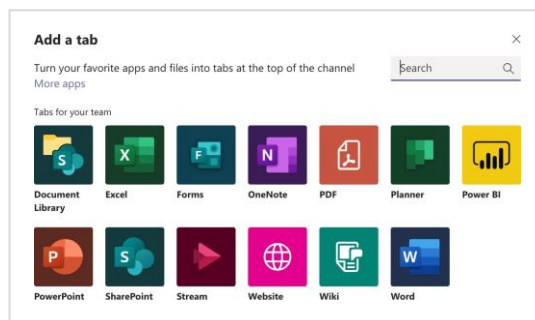 Add a tab
Turn your favorite apps and files into tabs at the top of the channel
Search
More apps
Tabs for your team
Document Library
Excel
Forms
OneNote
PDF
Planner
Power BI
PowerPoint
SharePoint
Stream
Website
Wiki
Word